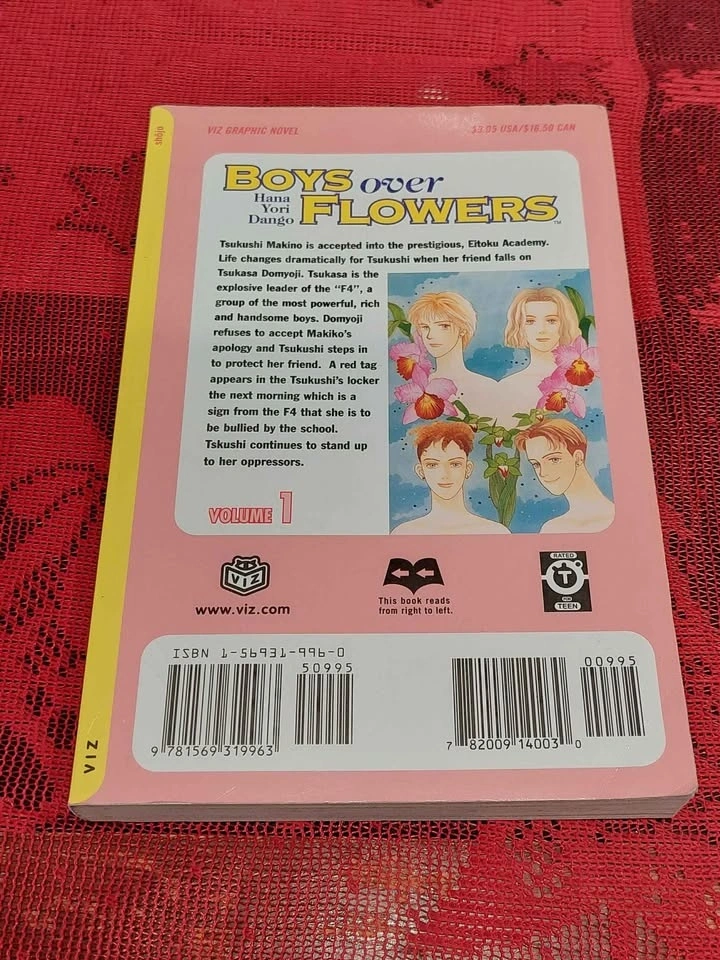 shōjo
VIZ GRAPHIC NOVEL
$9.95 USA/$16.50 CAN
BOYS over
Hana
Yori
Dango
FLOWERS™
Tsukushi Makino is accepted into the prestigious, Eitoku Academy.
Life changes dramatically for Tsukushi when her friend falls on
Tsukasa Domyoji. Tsukasa is the
explosive leader of the "F4", a
group of the most powerful, rich
and handsome boys. Domyoji
refuses to accept Makiko's
apology and Tsukushi steps in
to protect her friend. A red tag
appears in the Tsukushi's locker
the next morning which is a
sign from the F4 that she is to
be bullied by the school.
Tskushi continues to stand up
to her oppressors.
VOLUME 1
VIZ
www.viz.com
This book reads
from right to left.
RATED
T
FOR
TEEN
ISBN 1-56931-996-0
50995
9 781569 319963
00995
7 82009 14003 0
VIZ